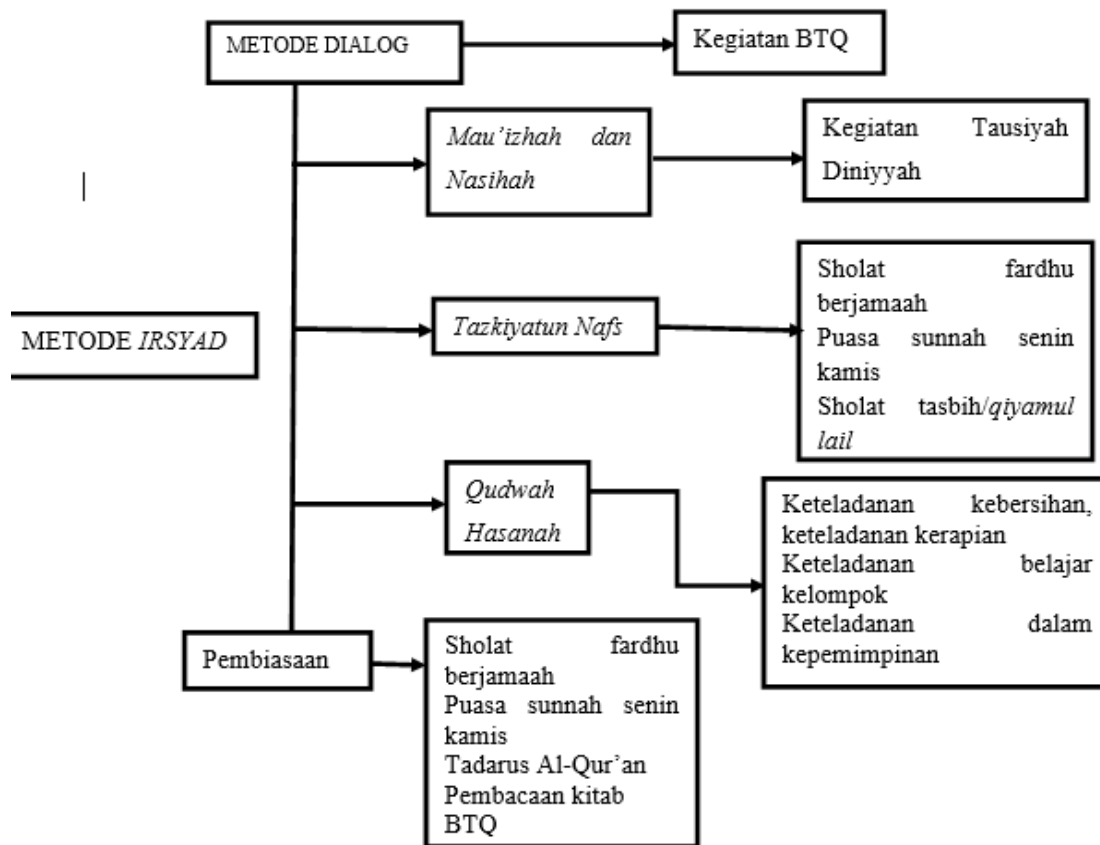 METODE DIALOG
Kegiatan BTQ
Mau’izhah dan
Nasihah
Kegiatan Tausiyah
Diniyyah
METODE IRSYAD
Tazkiyatun Nafs
Sholat fardhu
berjamaah
Puasa sunnah senin
kamis
Sholat tasbih/qiyamul
lail
Qudwah
Hasanah
Keteladanan kebersihan,
keteladanan kerapian
Keteladanan belajar
kelompok
Keteladanan dalam
kepemimpinan
Pembiasaan
Sholat fardhu
berjamaah
Puasa sunnah senin
kamis
Tadarus Al-Qur’an
Pembacaan kitab
BTQ